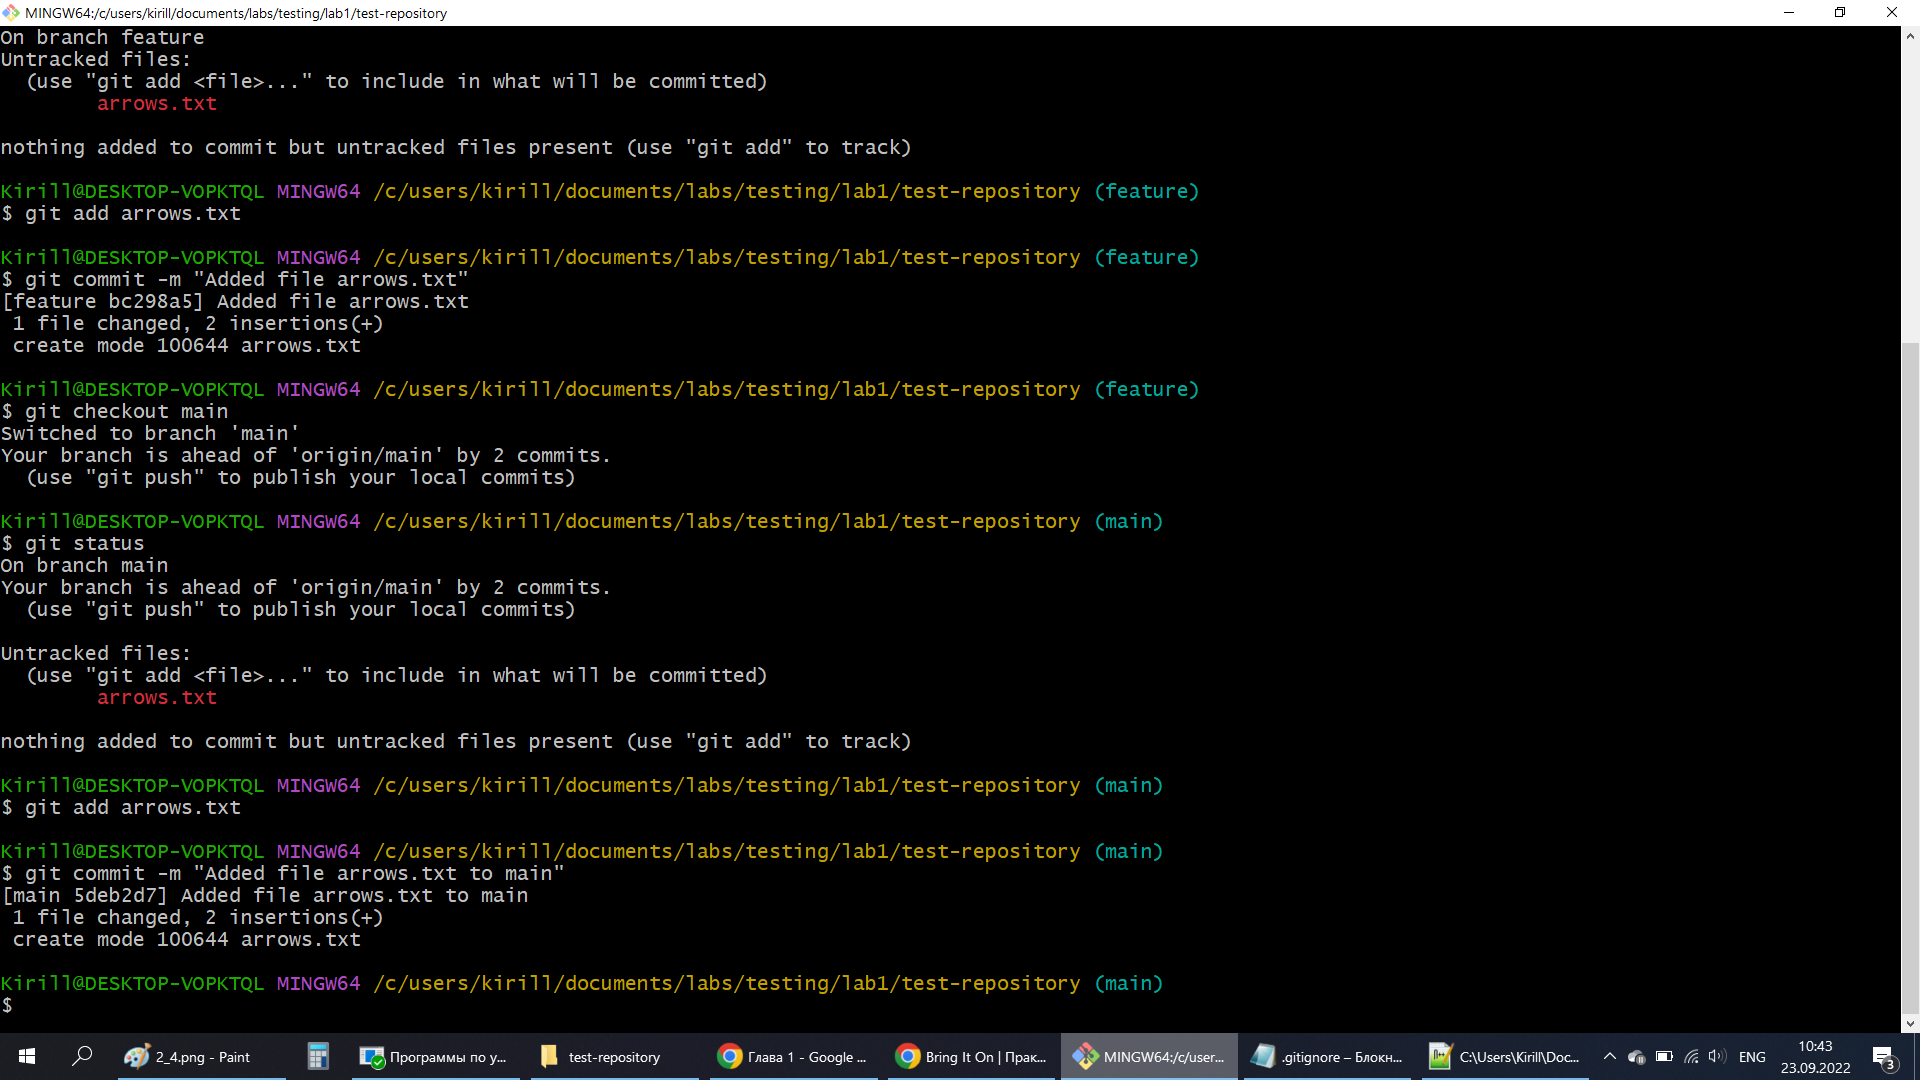 MINGW64:/c/users/kirill/documents/labs/testing/lab1/test-repository
On branch feature
Untracked files:
  (use "git add <file>..." to include in what will be committed)
        arrows.txt
nothing added to commit but untracked files present (use "git add" to track)
Kirill@DESKTOP-VOPKTQL MINGW64 /c/users/kirill/documents/labs/testing/lab1/test-repository (feature)
$ git add arrows.txt
Kirill@DESKTOP-VOPKTQL MINGW64 /c/users/kirill/documents/labs/testing/lab1/test-repository (feature)
$ git commit -m "Added file arrows.txt"
[feature bc298a5] Added file arrows.txt
 1 file changed, 2 insertions(+)
 create mode 100644 arrows.txt
Kirill@DESKTOP-VOPKTQL MINGW64 /c/users/kirill/documents/labs/testing/lab1/test-repository (feature)
$ git checkout main
Switched to branch 'main'
Your branch is ahead of 'origin/main' by 2 commits.
  (use "git push" to publish your local commits)
Kirill@DESKTOP-VOPKTQL MINGW64 /c/users/kirill/documents/labs/testing/lab1/test-repository (main)
$ git status
On branch main
Your branch is ahead of 'origin/main' by 2 commits.
  (use "git push" to publish your local commits)
Untracked files:
  (use "git add <file>..." to include in what will be committed)
        arrows.txt
nothing added to commit but untracked files present (use "git add" to track)
Kirill@DESKTOP-VOPKTQL MINGW64 /c/users/kirill/documents/labs/testing/lab1/test-repository (main)
$ git add arrows.txt
Kirill@DESKTOP-VOPKTQL MINGW64 /c/users/kirill/documents/labs/testing/lab1/test-repository (main)
$ git commit -m "Added file arrows.txt to main"
[main 5deb2d7] Added file arrows.txt to main
 1 file changed, 2 insertions(+)
 create mode 100644 arrows.txt
Kirill@DESKTOP-VOPKTQL MINGW64 /c/users/kirill/documents/labs/testing/lab1/test-repository (main)
$
2_4.png - Paint
Программы по у...
test-repository
Глава 1 - Google ...
Bring It On | Прак...
MINGW64:/c/user...
.gitignore – Блокн...
C:\Users\Kirill\Doc...
ENG
10:43
23.09.2022
3